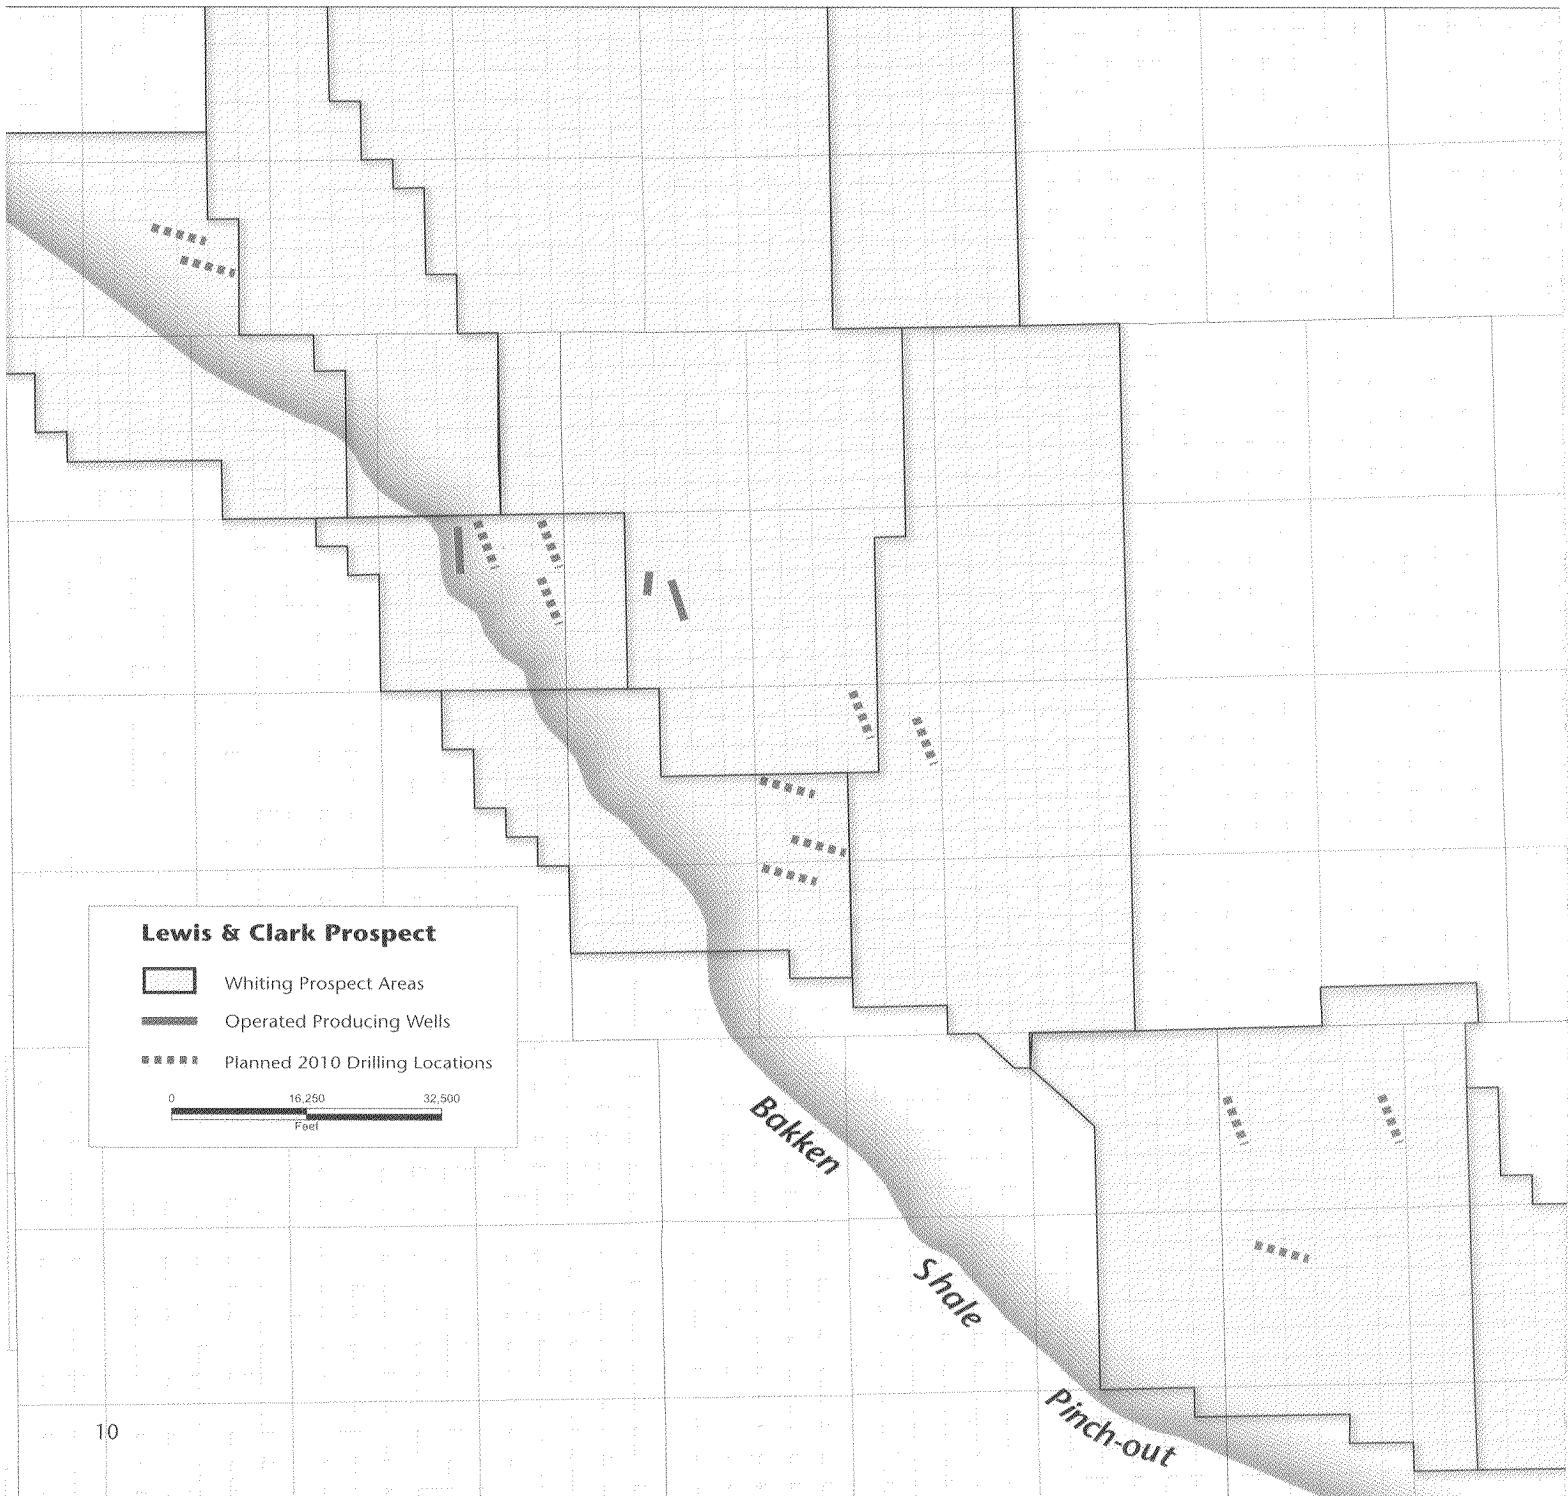 Lewis & Clark Prospect
Whiting Prospect Areas
Operated Producing Wells
Planned 2010 Drilling Locations
0 16,250 32,500
Feet
Bakken
Shale
Pinch-out
10